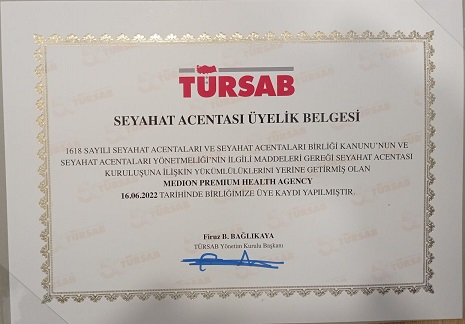 TÜRSAB
SEYAHAT ACENTASI ÜYELİK BELGESİ
1618 SAYILI SEYAHAT ACENTALARI VE SEYAHAT ACENTALARI BİRLİĞİ KANUNU'NUN VE
SEYAHAT ACENTALARI YÖNETMELİĞİ'NİN İLGİLİ MADDELERİ GEREĞİ SEYAHAT ACENTASI
KURULUŞUNA İLİŞKİN YÜKÜMLÜLÜKLERİNİ YERİNE GETİRMİŞ OLAN
MEDION PREMIUM HEALTH AGENCY
16.06.2022 TARİHİNDE BİRLİĞİMİZE ÜYE KAYDI YAPILMIŞTIR.
Firuz B. BAĞLIKAYA
TÜRSAB Yönetim Kurulu Başkanı